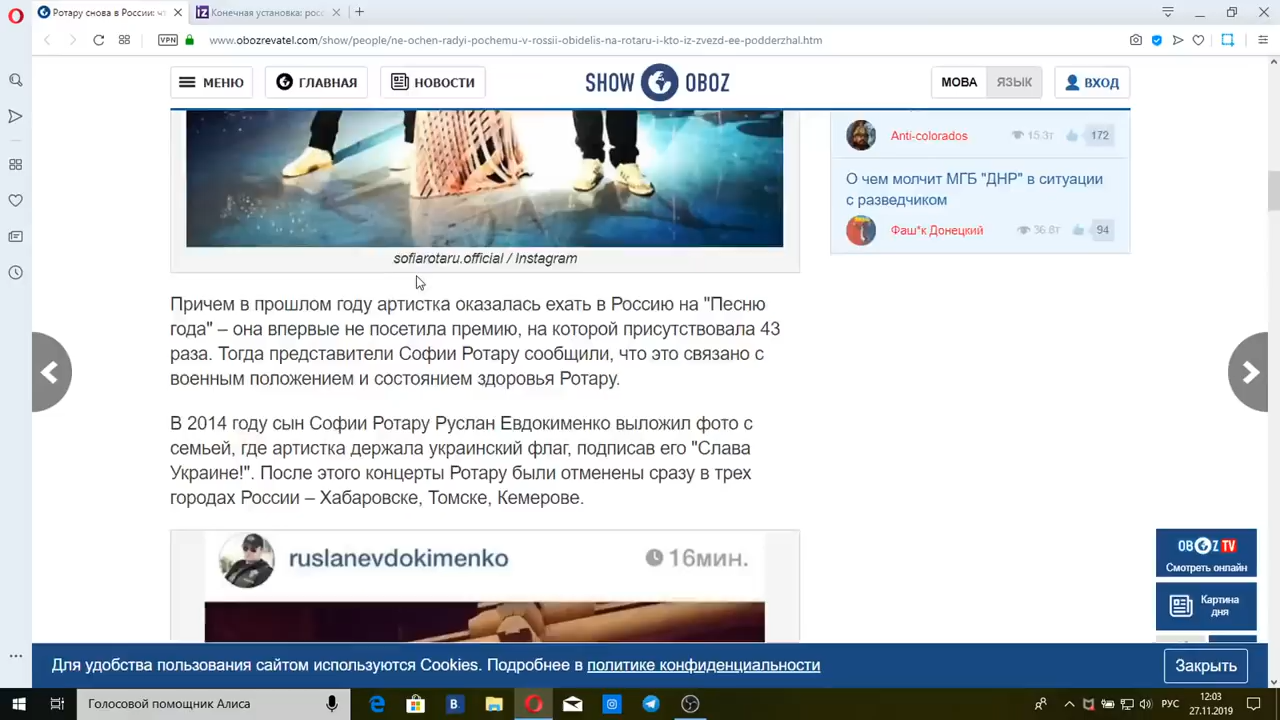 Ротару снова в России: чт
Конечная установка: росс
VPN
www.obozrevatel.com/show/people/ne-ochen-radyi-pochemu-v-rossii-obidelis-na-rotaru-i-kto-iz-zvezd-ee-podderzhal.htm
МЕНЮ
ГЛАВНАЯ
НОВОСТИ
SHOW OBOZ
МОВА
ЯЗЫК
ВХОД
Anti-colorados
15.3т
172
О чем молчит МГБ "ДНР" в ситуации
с разведчиком
Фаш*к Донецкий
36.8т
94
sofiarotaru.official / Instagram
Причем в прошлом году артистка оказалась ехать в Россию на "Песню
года" – она впервые не посетила премию, на которой присутствовала 43
раза. Тогда представители Софии Ротару сообщили, что это связано с
военным положением и состоянием здоровья Ротару.
В 2014 году сын Софии Ротару Руслан Евдокименко выложил фото с
семьей, где артистка держала украинский флаг, подписав его "Слава
Украине!". После этого концерты Ротару были отменены сразу в трех
городах России – Хабаровске, Томске, Кемерове.
ruslanevdokimenko
16мин.
OBOZ TV
Смотреть онлайн
Картина
дня
Для удобства пользования сайтом используются Cookies. Подробнее в политике конфиденциальности
Закрыть
Голосовой помощник Алиса
РУС
12:03
27.11.2019